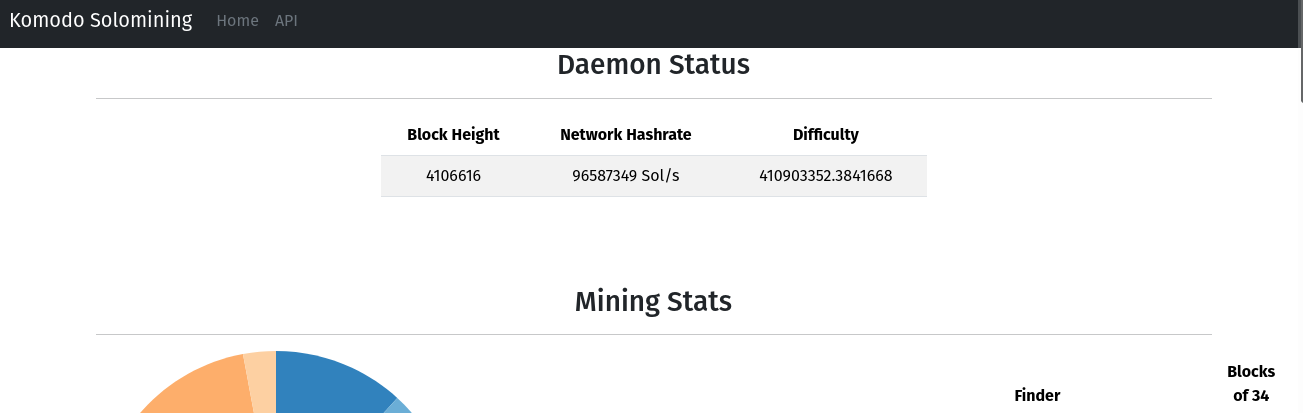 Komodo Solomining Home API
Daemon Status
Block Height Network Hashrate Difficulty
4106616 96587349 Sol/s 410903352.3841668
Mining Stats
Blocks
Finder of 34